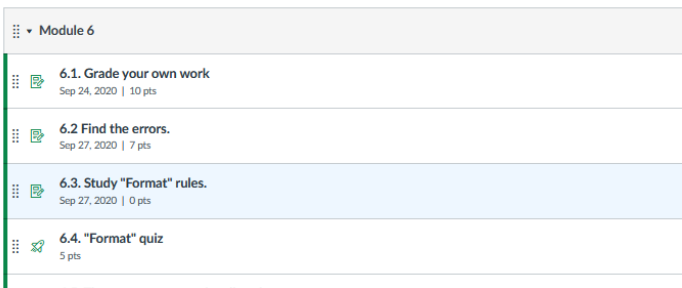 Module 6
6.1. Grade your own work
Sep 24, 2020 | 10 pts
6.2 Find the errors.
Sep 27, 2020 | 7 pts
6.3. Study "Format" rules.
Sep 27, 2020 | 0 pts
6.4. "Format" quiz
5 pts